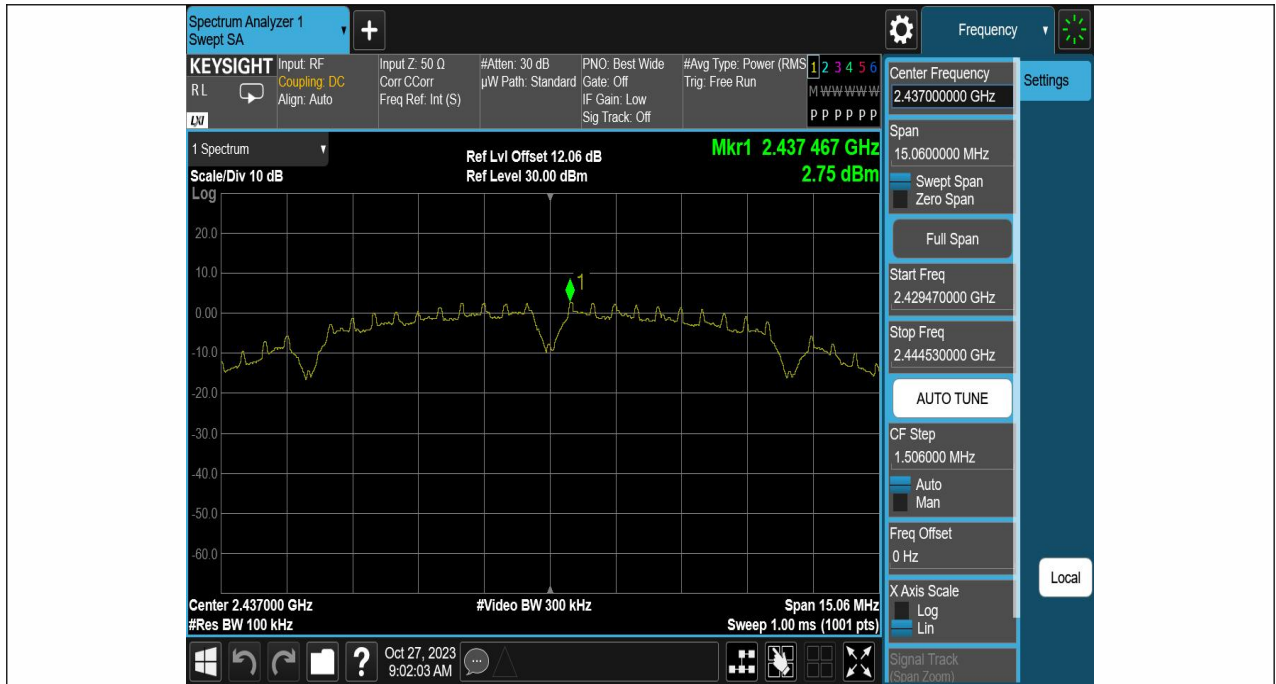 Spectrum Analyzer 1
Swept SA
+
Frequency
KEYSIGHT
RL
LXI
Input: RF
Coupling: DC
Align: Auto
Input Z: 50 Ω
Corr CCorr
Freq Ref: Int (S)
#Atten: 30 dB
µW Path: Standard
PNO: Best Wide
Gate: Off
IF Gain: Low
Sig Track: Off
#Avg Type: Power (RMS
Trig: Free Run
1 2 3 4 5 6
M W W W W W
P P P P P P
1 Spectrum
Scale/Div 10 dB
Log
Ref Lvl Offset 12.06 dB
Ref Level 30.00 dBm
Mkr1 2.437 467 GHz
2.75 dBm
20.0
10.0
0.00
-10.0
-20.0
-30.0
-40.0
-50.0
-60.0
1
Center 2.437000 GHz
#Res BW 100 kHz
#Video BW 300 kHz
Span 15.06 MHz
Sweep 1.00 ms (1001 pts)
Center Frequency
2.437000000 GHz
Span
15.0600000 MHz
Swept Span
Zero Span
Full Span
Start Freq
2.429470000 GHz
Stop Freq
2.444530000 GHz
AUTO TUNE
CF Step
1.506000 MHz
Auto
Man
Freq Offset
0 Hz
X Axis Scale
Log
Lin
Signal Track
(Span Zoom)
Settings
Local
?
Oct 27, 2023
9:02:03 AM